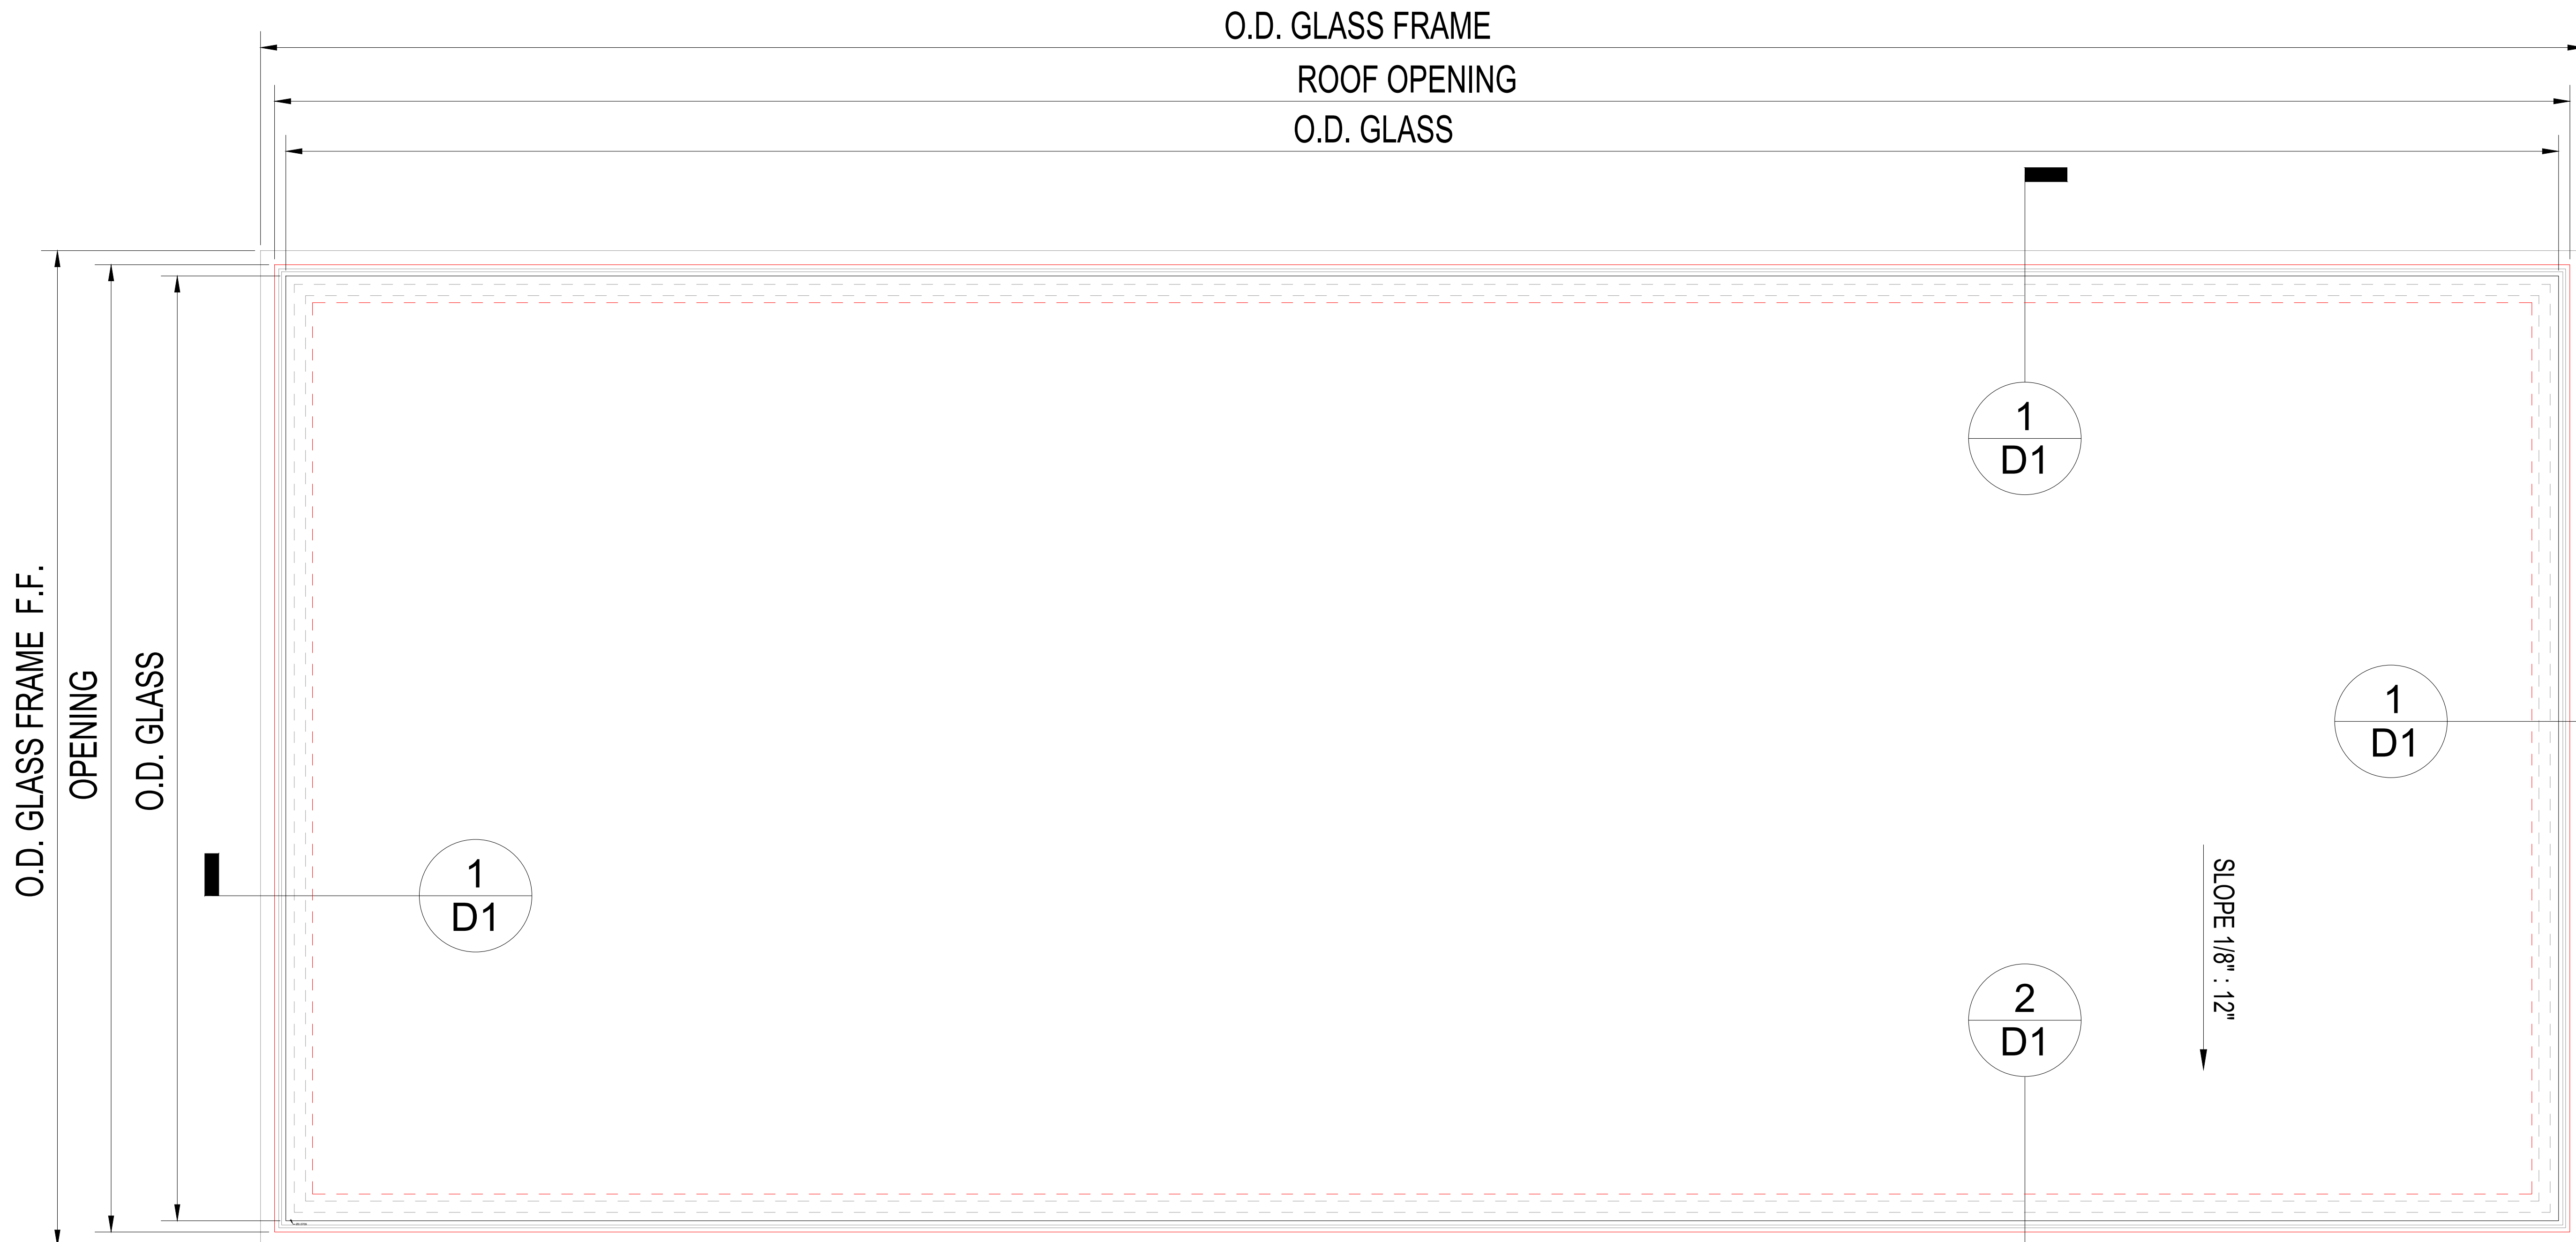 O.D. GLASS FRAME
ROOF OPENING
O.D. GLASS
O.D. GLASS FRAME F.F.
OPENING
O.D. GLASS
1
D1
1
D1
1
D1
2
D1
SLOPE 1/8" : 12"